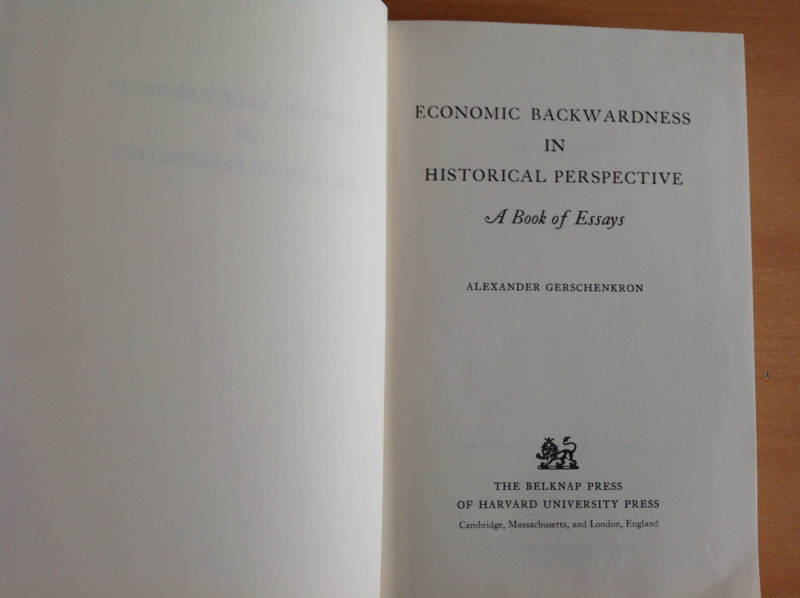 ECONOMIC BACKWARDNESS
IN
HISTORICAL PERSPECTIVE
A Book of Essays
ALEXANDER GERSCHENKRON
THE BELKNAP PRESS
OF HARVARD UNIVERSITY PRESS
Cambridge, Massachusetts, and London, England